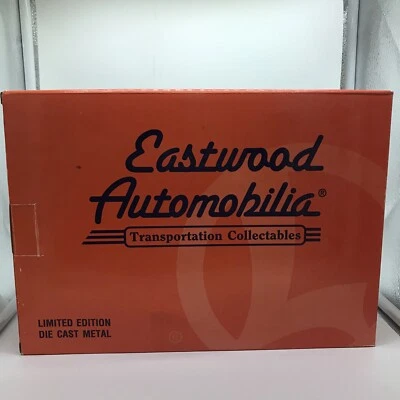 Eastwood
Automobilia®
Transportation Collectables
LIMITED EDITION
DIE CAST METAL